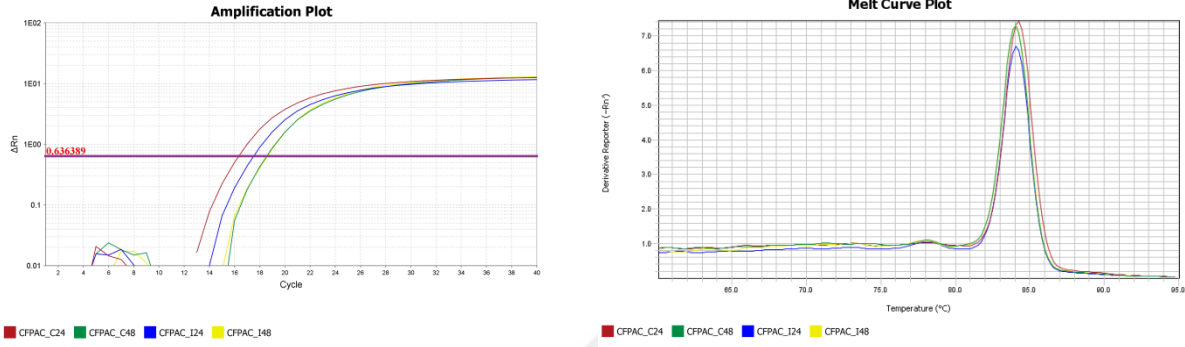 Amplification Plot
1E02
1E01
1E00
0.1
0.01
ΔRn
0.636389
2 4 6 8 10 12 14 16 18 20 22 24 26 28 30 32 34 36 38 40
Cycle
CFPAC_C24 CFPAC_C48 CFPAC_I24 CFPAC_I48
Melt Curve Plot
7.0
6.0
5.0
4.0
3.0
2.0
1.0
Derivative Reporter (-Rn')
65.0 70.0 75.0 80.0 85.0 90.0 95.0
Temperature (°C)
CFPAC_C24 CFPAC_C48 CFPAC_I24 CFPAC_I48